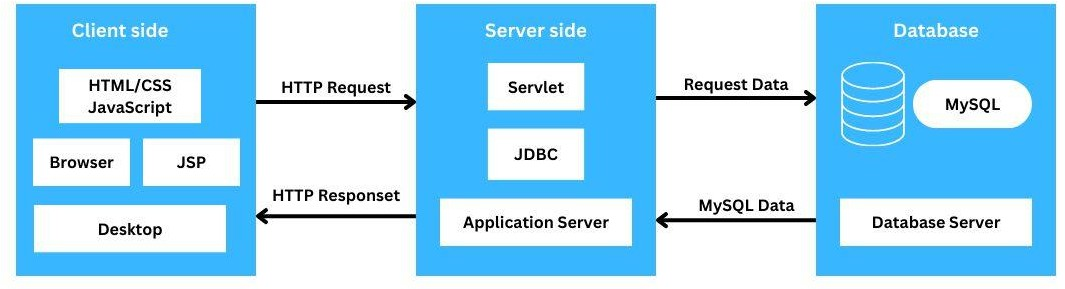 Client side
HTML/CSS
JavaScript
Browser
JSP
Desktop
HTTP Request
HTTP Responset
Server side
Servlet
JDBC
Application Server
Request Data
MySQL Data
Database
MySQL
Database Server